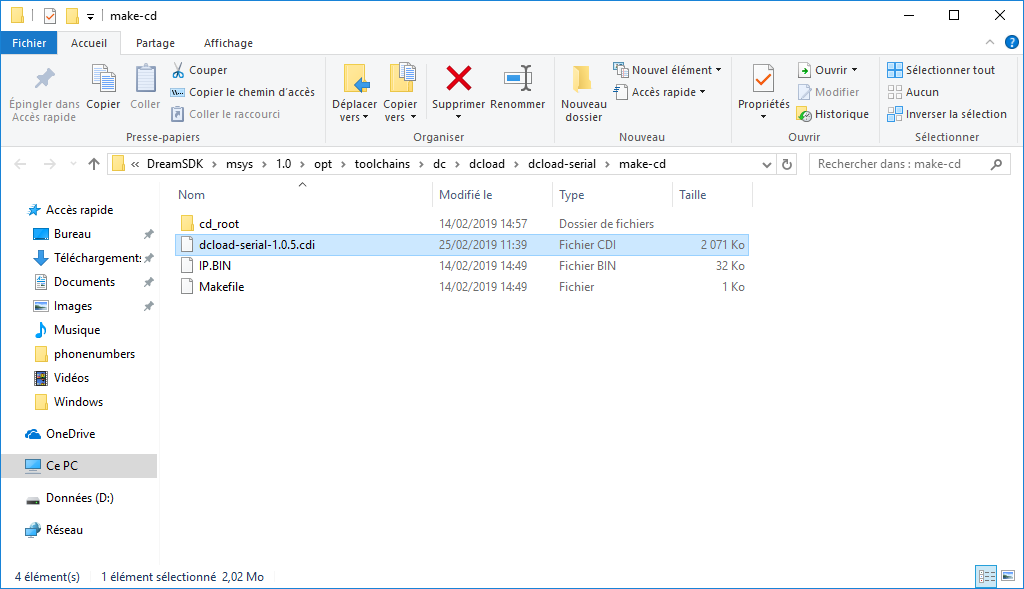 make-cd
Fichier Accueil Partage Affichage ?
Épingler dans Accès rapide
Copier
Coller
Couper
Copier le chemin d'accès
Coller le raccourci
Déplacer vers
Copier vers
Supprimer
Renommer
Nouveau dossier
Nouvel élément
Accès rapide
Propriétés
Ouvrir
Modifier
Historique
Sélectionner tout
Aucun
Inverser la sélection
Presse-papiers Organiser Nouveau Ouvrir Sélectionner
« DreamSDK > msys > 1.0 > opt > toolchains > dc > dcload > dcload-serial > make-cd
Rechercher dans : make-cd
Accès rapide
Bureau
Téléchargements
Documents
Images
Musique
phonenumbers
Vidéos
Windows
OneDrive
Ce PC
Données (D:)
Réseau
Nom Modifié le Type Taille
cd_root 14/02/2019 14:57 Dossier de fichiers
dcload-serial-1.0.5.cdi 25/02/2019 11:39 Fichier CDI 2 071 Ko
IP.BIN 14/02/2019 14:49 Fichier BIN 32 Ko
Makefile 14/02/2019 14:49 Fichier 1 Ko
4 élément(s) 1 élément sélectionné 2,02 Mo